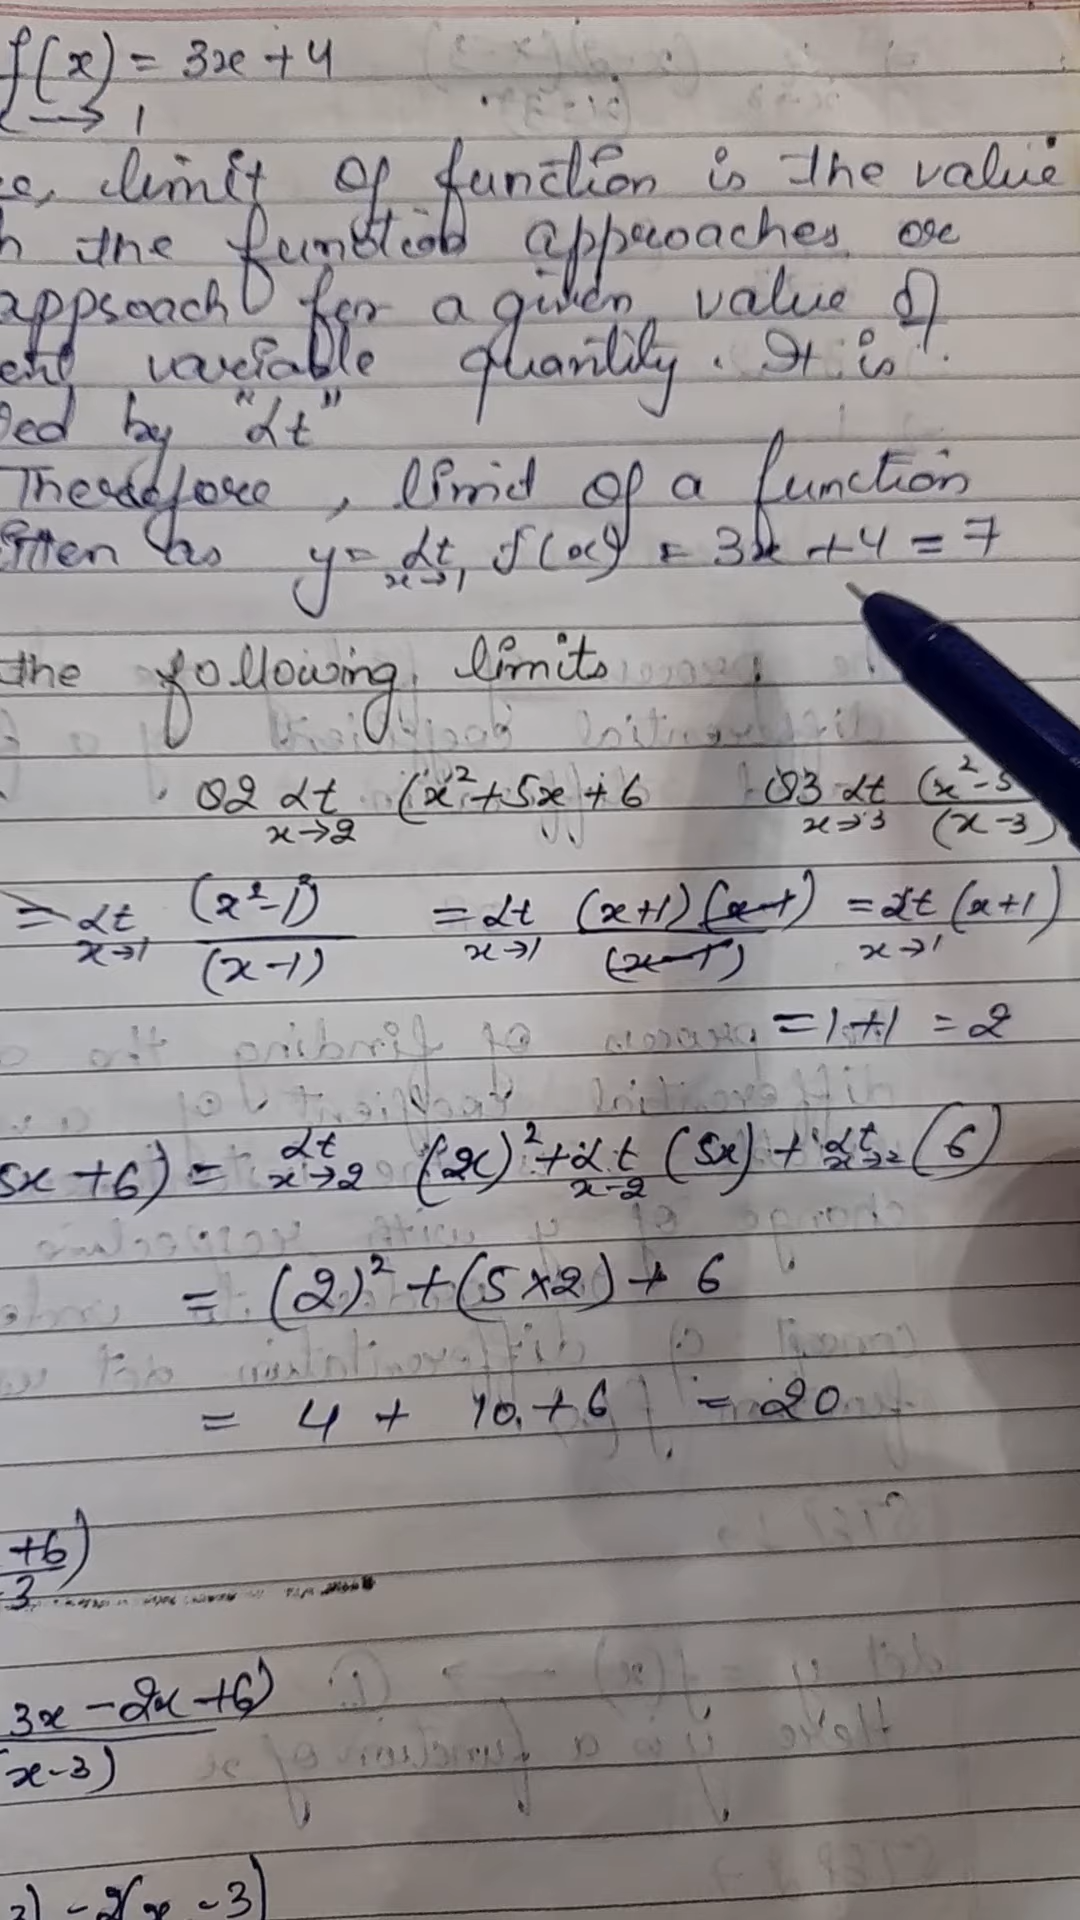 f(x) = 3x + 4
x → 1
limit of function is the value
the function approaches or
appsoach for a given value of
variable quantity. It is
by "Lt"
Therefore, limit of a function
as y = Lt x→1 f(x) = 3x + 4 = 7
the following limits
Q2 Lt x→2 (x² + 5x + 6 Q3 Lt x→3 (x² - 5 / (x - 3)
= Lt x→1 (x² - 1²) / (x - 1) = Lt x→1 (x + 1) (x - 1) / (x - 1) = Lt x→1 (x + 1)
= 1 + 1 = 2
5x + 6) = Lt x→2 (x)² + Lt x-2 (5x) + Lt x→2 (6)
= (2)² + (5 × 2) + 6
= 4 + 10 + 6 = 20
+6) / 3
3x - 2x + 6) / (x - 3)
- 2(x - 3)